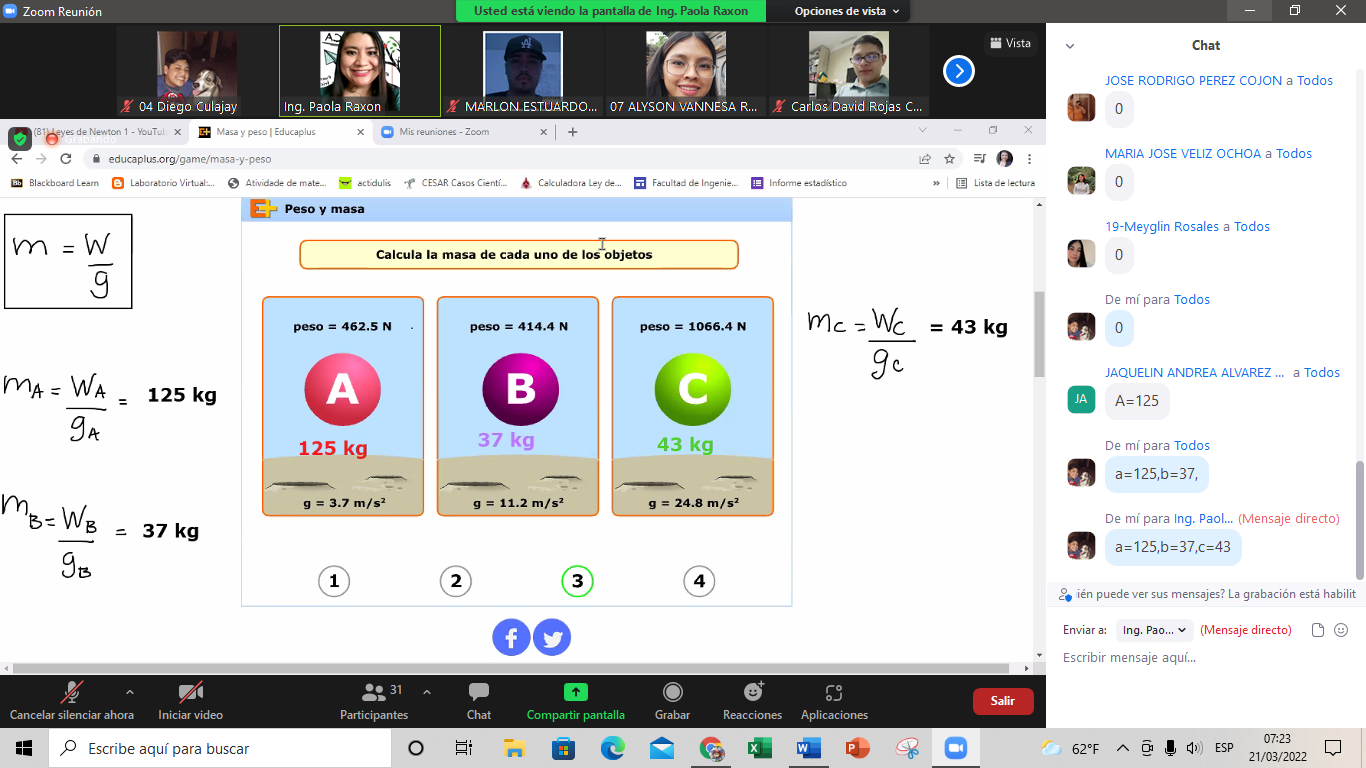 Zoom Reunión
Usted está viendo la pantalla de Ing. Paola Raxon
Opciones de vista
04 Diego Culajay
Ing. Paola Raxon
MARLON ESTUARDO...
07 ALYSON VANNESA R...
Carlos David Rojas C...
Vista
(81) Leyes de Newton 1 - YouTu
Masa y peso | Educaplus
Mis reuniones - Zoom
Grabando
educaplus.org/game/masa-y-peso
Blackboard Learn
Laboratorio Virtual:...
Atividade de mate...
actidulis
CESAR Casos Cientí...
Calculadora Ley de...
Facultad de Ingenie...
Informe estadístico
»
Lista de lectura
E+ Peso y masa
Calcula la masa de cada uno de los objetos
m = W
g
peso = 462.5 N
A
125 kg
g = 3.7 m/s²
peso = 414.4 N
B
37 kg
g = 11.2 m/s²
peso = 1066.4 N
C
43 kg
g = 24.8 m/s²
mA = WA = 125 kg
gA
mB = WB = 37 kg
gB
mC = WC = 43 kg
gC
1
2
3
4
Chat
JOSE RODRIGO PEREZ COJON a Todos
0
MARIA JOSE VELIZ OCHOA a Todos
0
19-Meyglin Rosales a Todos
0
De mí para Todos
0
JAQUELIN ANDREA ALVAREZ ... a Todos
JA
A=125
De mí para Todos
a=125,b=37,
De mí para Ing. Paol... (Mensaje directo)
a=125,b=37,c=43
ién puede ver sus mensajes? La grabación está habilit
Enviar a: Ing. Pao... (Mensaje directo)
Escribir mensaje aquí...
Cancelar silenciar ahora
Iniciar video
31
Participantes
Chat
Compartir pantalla
Grabar
Reacciones
Aplicaciones
Salir
Escribe aquí para buscar
62°F
ESP
07:23
21/03/2022